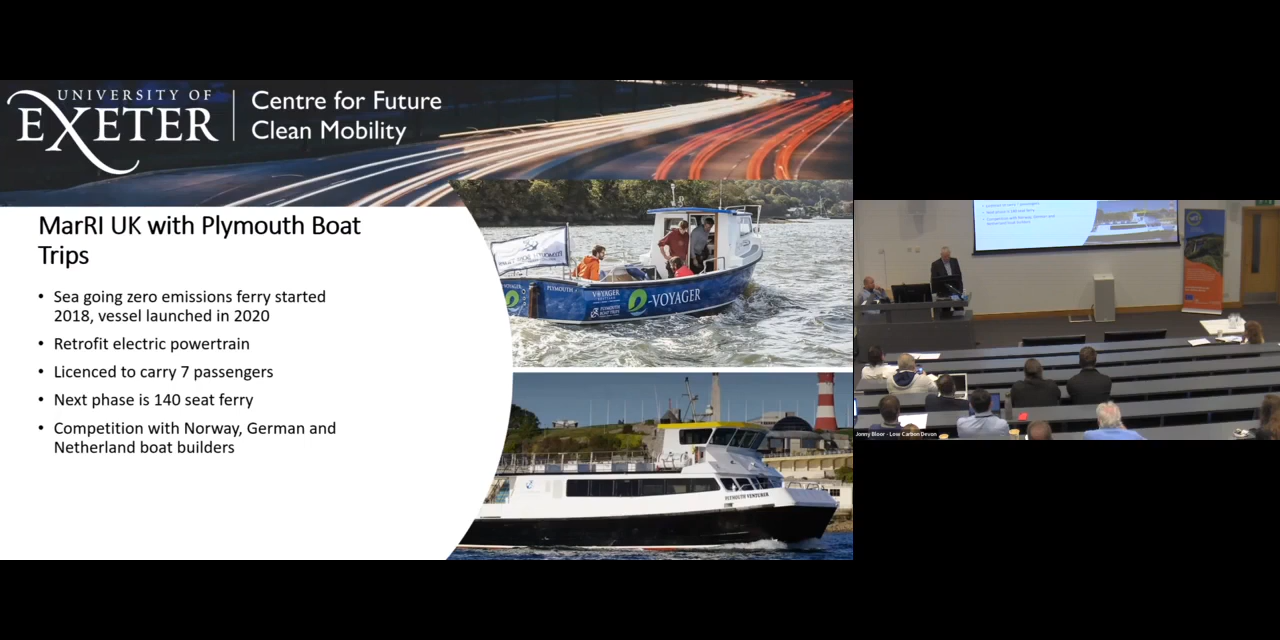 UNIVERSITY OF
EXETER
Centre for Future
Clean Mobility
MarRI UK with Plymouth Boat
Trips
• Sea going zero emissions ferry started
2018, vessel launched in 2020
• Retrofit electric powertrain
• Licenced to carry 7 passengers
• Next phase is 140 seat ferry
• Competition with Norway, German and
Netherland boat builders
PLYMOUTH
VOYAGER
PLYMOUTH
BOAT TRIPS
e-VOYAGER
PLYMOUTH VENTURER
Jonny Bloor - Low Carbon Devon